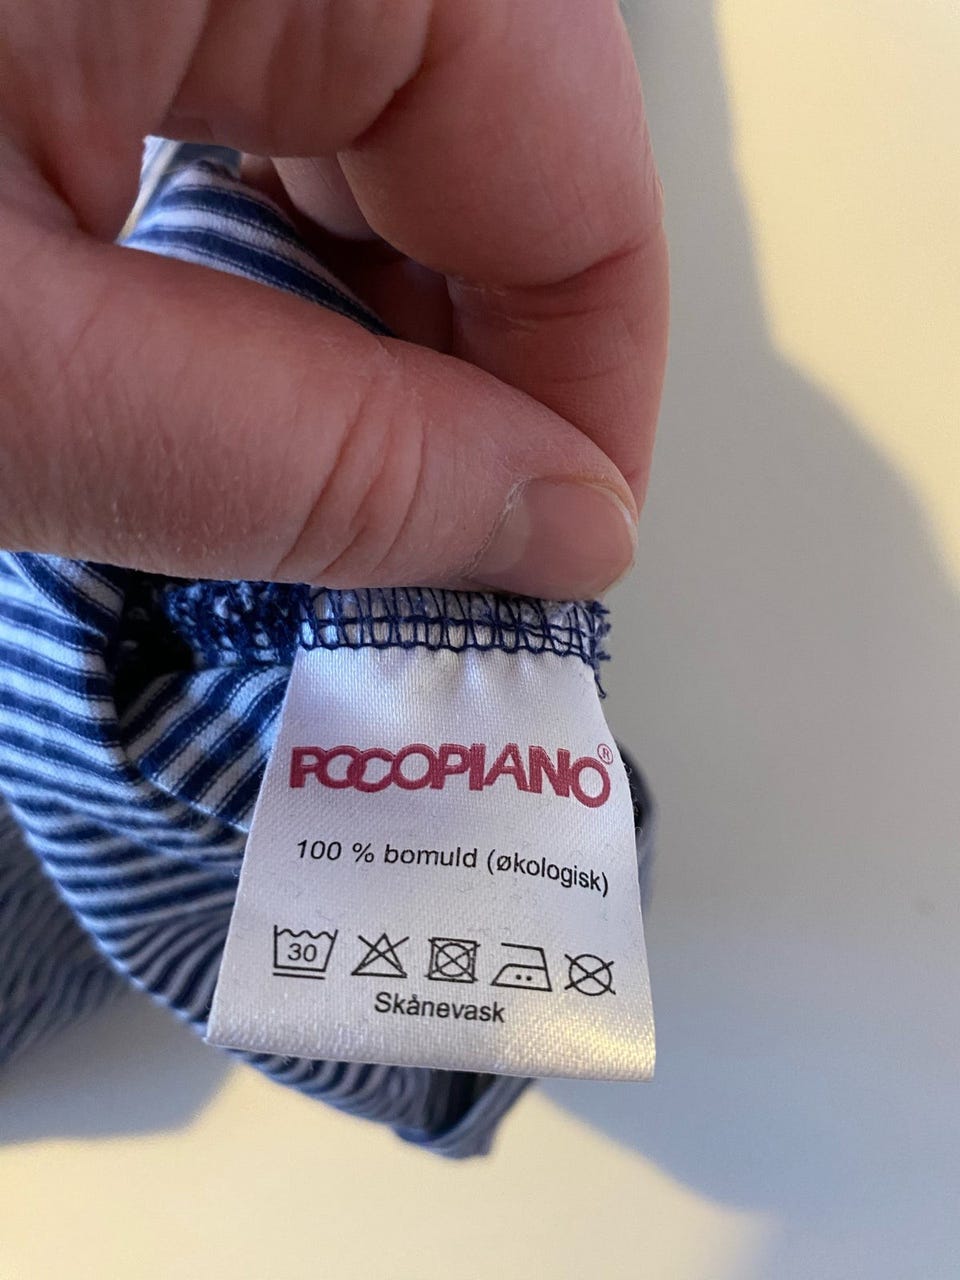 POCOPIANO®
100 % bomuld (økologisk)
30
Skånevask